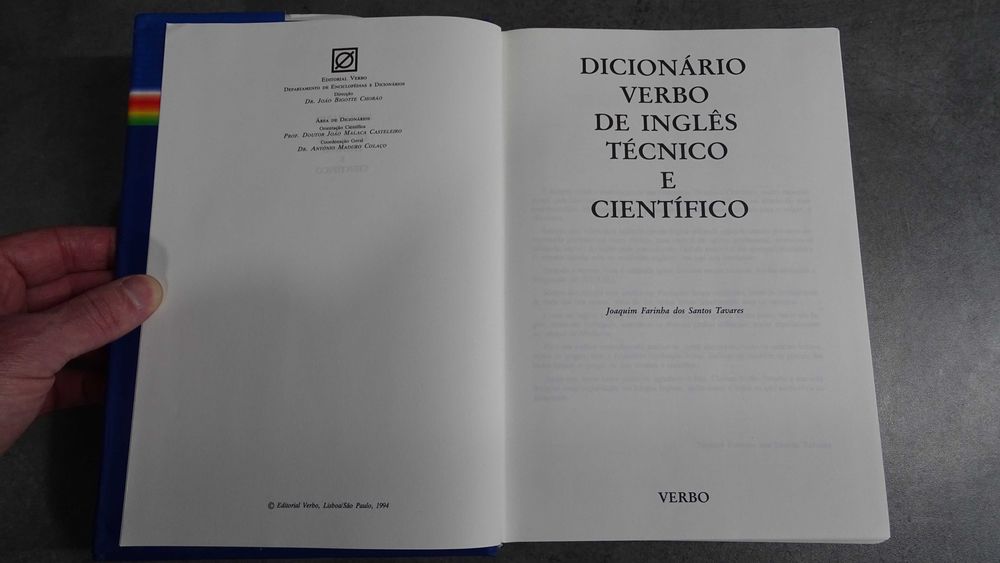 EDITORIAL VERBO
DEPARTAMENTO DE ENCICLOPÉDIAS E DICIONÁRIOS
Direcção
DR. JOÃO BIGOTTE CHORÃO
ÁREA DE DICIONÁRIOS
Orientação Científica
PROF. DOUTOR JOÃO MALACA CASTELEIRO
Coordenação Geral
DR. ANTÓNIO MADURO COLAÇO
© Editorial Verbo, Lisboa/São Paulo, 1994
DICIONÁRIO
VERBO
DE INGLÊS
TÉCNICO
E
CIENTÍFICO
Joaquim Farinha dos Santos Tavares
VERBO